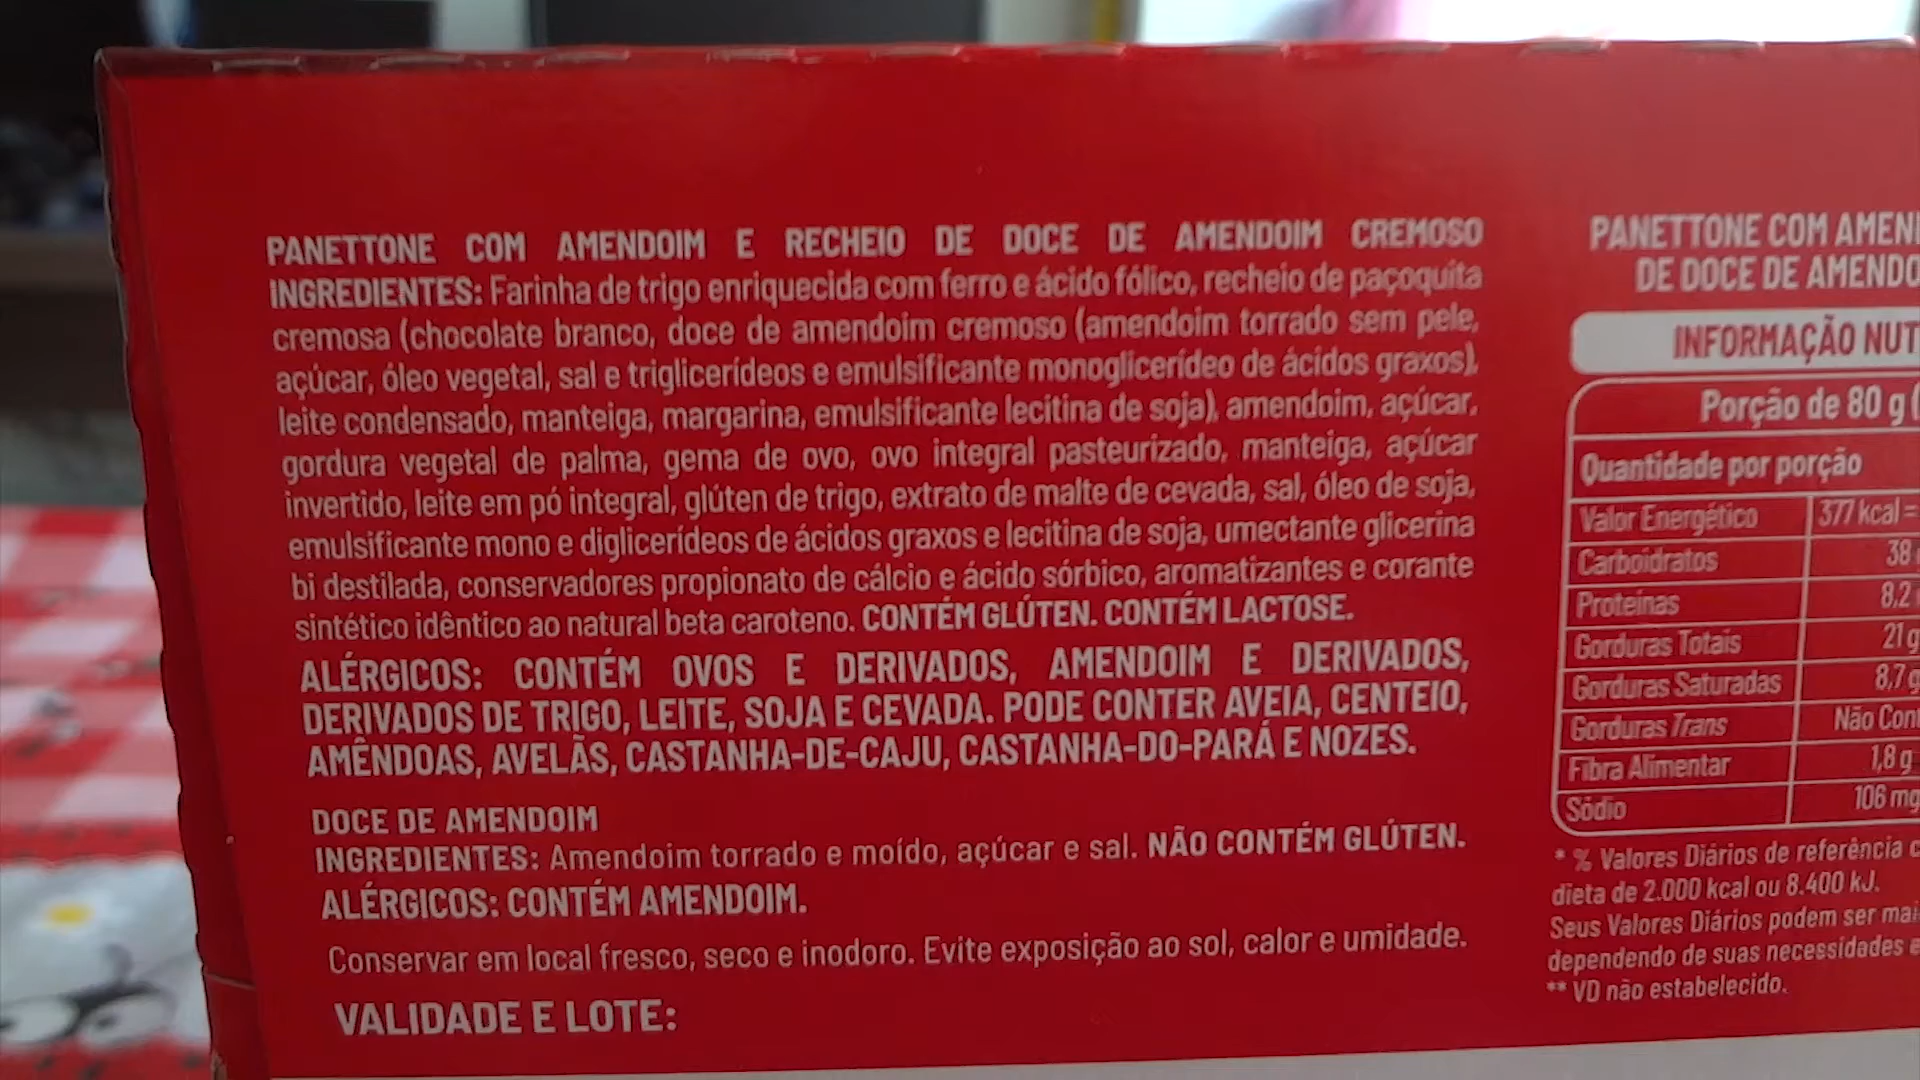 PANETTONE COM AMENDOIM E RECHEIO DE DOCE DE AMENDOIM CREMOSO
INGREDIENTES: Farinha de trigo enriquecida com ferro e ácido fólico, recheio de paçoquita
cremosa (chocolate branco, doce de amendoim cremoso (amendoim torrado sem pele,
açúcar, óleo vegetal, sal e triglicerídeos e emulsificante monoglicerídeo de ácidos graxos),
leite condensado, manteiga, margarina, emulsificante lecitina de soja), amendoim, açúcar,
gordura vegetal de palma, gema de ovo, ovo integral pasteurizado, manteiga, açúcar
invertido, leite em pó integral, glúten de trigo, extrato de malte de cevada, sal, óleo de soja,
emulsificante mono e diglicerídeos de ácidos graxos e lecitina de soja, umectante glicerina
bi destilada, conservadores propionato de cálcio e ácido sórbico, aromatizantes e corante
sintético idêntico ao natural beta caroteno. CONTÉM GLÚTEN. CONTÉM LACTOSE.
ALÉRGICOS: CONTÉM OVOS E DERIVADOS, AMENDOIM E DERIVADOS,
DERIVADOS DE TRIGO, LEITE, SOJA E CEVADA. PODE CONTER AVEIA, CENTEIO,
AMÊNDOAS, AVELÃS, CASTANHA-DE-CAJU, CASTANHA-DO-PARÁ E NOZES.
DOCE DE AMENDOIM
INGREDIENTES: Amendoim torrado e moído, açúcar e sal. NÃO CONTÉM GLÚTEN.
ALÉRGICOS: CONTÉM AMENDOIM.
Conservar em local fresco, seco e inodoro. Evite exposição ao sol, calor e umidade.
VALIDADE E LOTE:
PANETTONE COM AMEN
DE DOCE DE AMENDO
INFORMAÇÃO NUT
Porção de 80 g (
Quantidade por porção
Valor Energético 377 kcal =
Carboidratos 38
Proteínas 8,2
Gorduras Totais 21 g
Gorduras Saturadas 8,7 g
Gorduras Trans Não Con
Fibra Alimentar 1,8 g
Sódio 106 mg
* % Valores Diários de referência
dieta de 2.000 kcal ou 8.400 kJ.
Seus Valores Diários podem ser mai
dependendo de suas necessidades e
** VD não estabelecido.